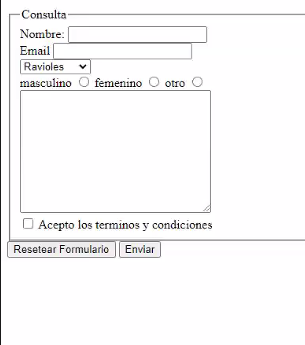 Consulta
Nombre:
Email
Ravioles
masculino femenino otro
Acepto los terminos y condiciones
Resetear Formulario Enviar